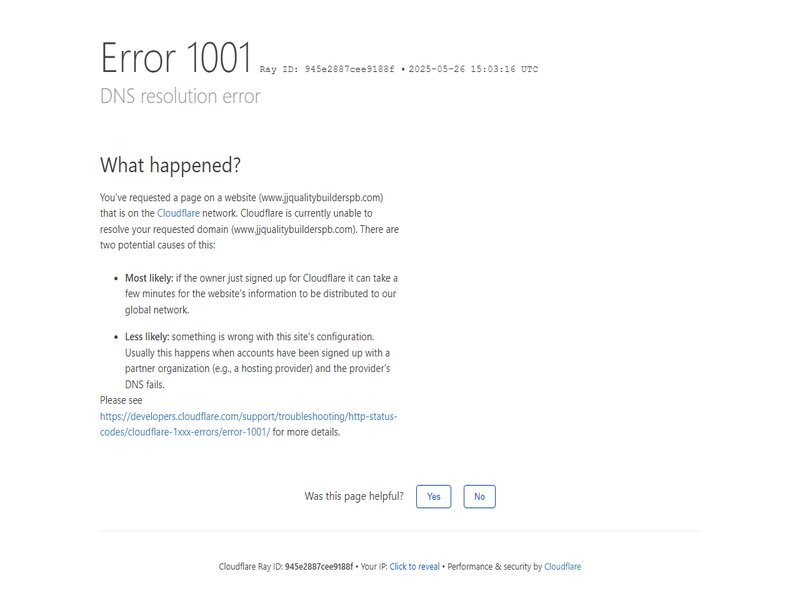 Error 1001 Ray ID: 945e2887cee9188f • 2025-05-26 15:03:16 UTC
DNS resolution error
What happened?
You've requested a page on a website (www.jjqualitybuilderspb.com)
that is on the Cloudflare network. Cloudflare is currently unable to
resolve your requested domain (www.jjqualitybuilderspb.com). There are
two potential causes of this:
• Most likely: if the owner just signed up for Cloudflare it can take a
few minutes for the website's information to be distributed to our
global network.
• Less likely: something is wrong with this site's configuration.
Usually this happens when accounts have been signed up with a
partner organization (e.g., a hosting provider) and the provider's
DNS fails.
Please see
https://developers.cloudflare.com/support/troubleshooting/http-status-
codes/cloudflare-1xxx-errors/error-1001/ for more details.
Was this page helpful? Yes No
Cloudflare Ray ID: 945e2887cee9188f • Your IP: Click to reveal • Performance & security by Cloudflare